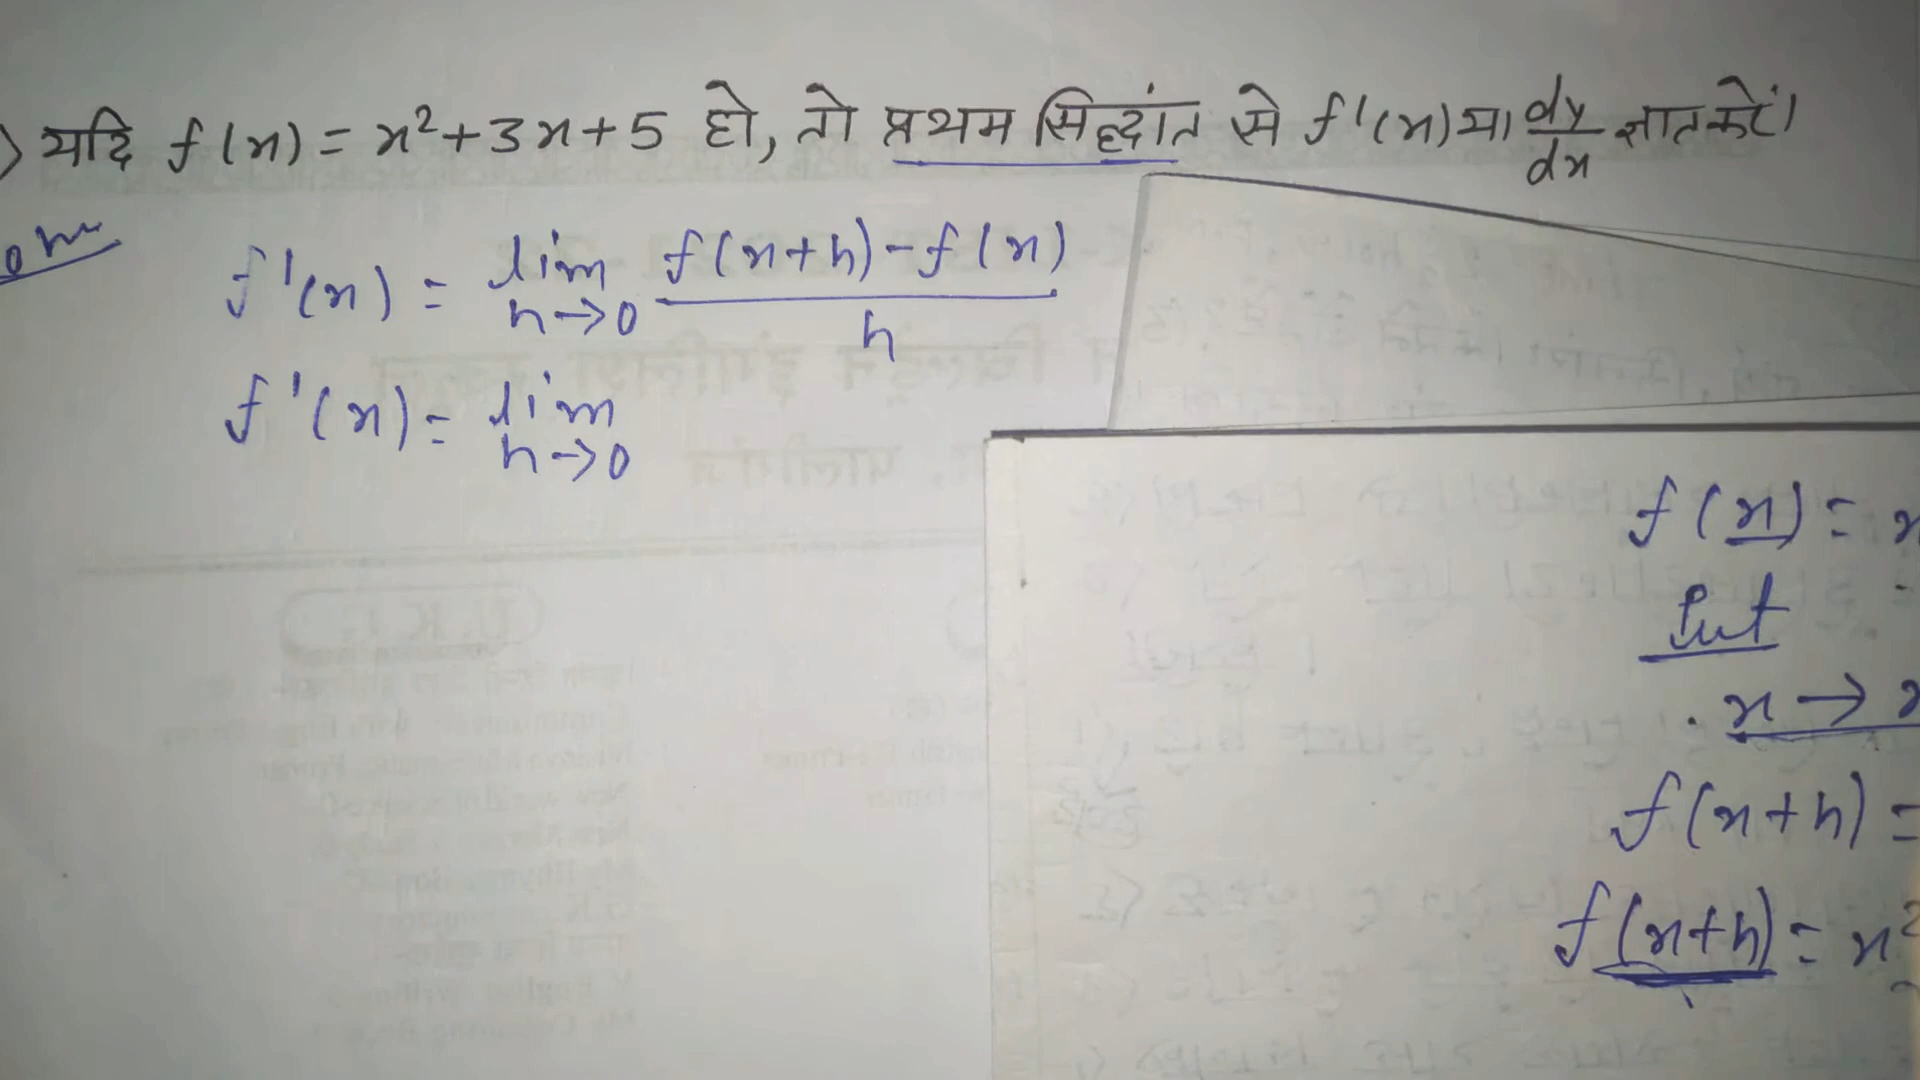 यदि f(x) = x²+3x+5 हो, तो प्रथम सिद्धांत से f'(x) या dy/dx ज्ञात करें।
f'(x) = lim h→0 f(x+h)-f(x) / h
f'(x) = lim h→0
f(x) =
Put
x →
f(x+h) =
f(x+h) = x²